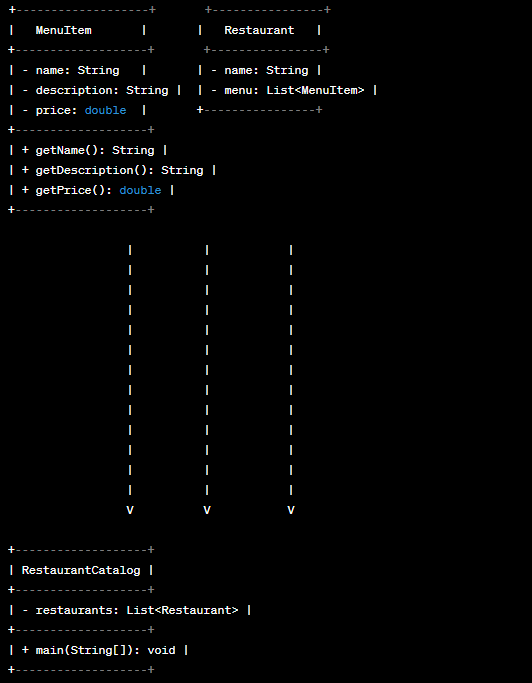 +-------------------+       +----------------+
|   MenuItem       |       |   Restaurant   |
+-------------------+       +----------------+
| - name: String   |       | - name: String |
| - description: String |  | - menu: List<MenuItem> |
| - price: double  |       +----------------+
+-------------------+
| + getName(): String |
| + getDescription(): String |
| + getPrice(): double |
+-------------------+
                 |          |           |
                 |          |           |
                 |          |           |
                 |          |           |
                 |          |           |
                 |          |           |
                 |          |           |
                 |          |           |
                 |          |           |
                 |          |           |
                 |          |           |
                 |          |           |
                 |          |           |
                 V          V           V
+-------------------+
| RestaurantCatalog |
+-------------------+
| - restaurants: List<Restaurant> |
+-------------------+
| + main(String[]): void |
+-------------------+